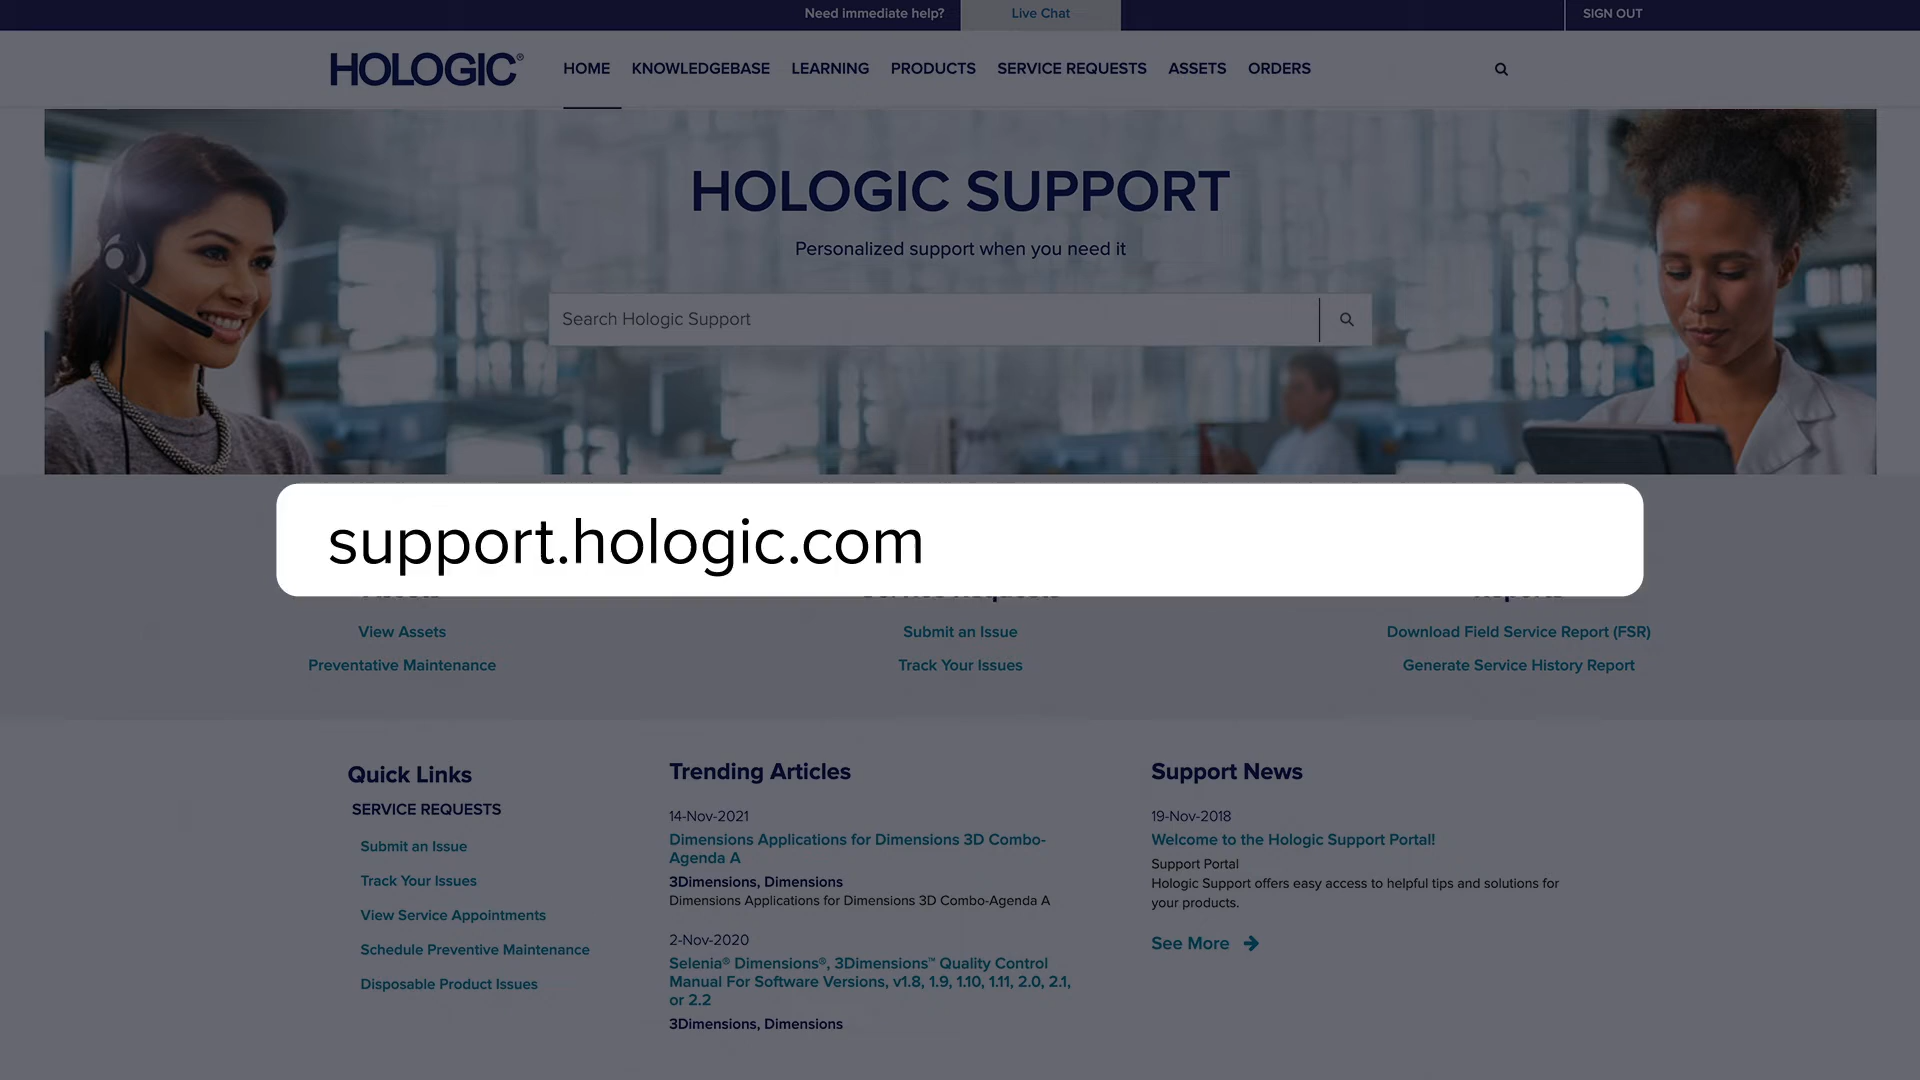 Need immediate help?
Live Chat
SIGN OUT
HOLOGIC®
HOME
KNOWLEDGEBASE
LEARNING
PRODUCTS
SERVICE REQUESTS
ASSETS
ORDERS
HOLOGIC SUPPORT
Personalized support when you need it
Search Hologic Support
support.hologic.com
Assets
Service Requests
Reports
View Assets
Submit an Issue
Download Field Service Report (FSR)
Preventative Maintenance
Track Your Issues
Generate Service History Report
Quick Links
SERVICE REQUESTS
Submit an Issue
Track Your Issues
View Service Appointments
Schedule Preventive Maintenance
Disposable Product Issues
Trending Articles
14-Nov-2021
Dimensions Applications for Dimensions 3D Combo-
Agenda A
3Dimensions, Dimensions
Dimensions Applications for Dimensions 3D Combo-Agenda A
2-Nov-2020
Selenia® Dimensions®, 3Dimensions™ Quality Control
Manual For Software Versions, v1.8, 1.9, 1.10, 1.11, 2.0, 2.1,
or 2.2
3Dimensions, Dimensions
Support News
19-Nov-2018
Welcome to the Hologic Support Portal!
Support Portal
Hologic Support offers easy access to helpful tips and solutions for
your products.
See More